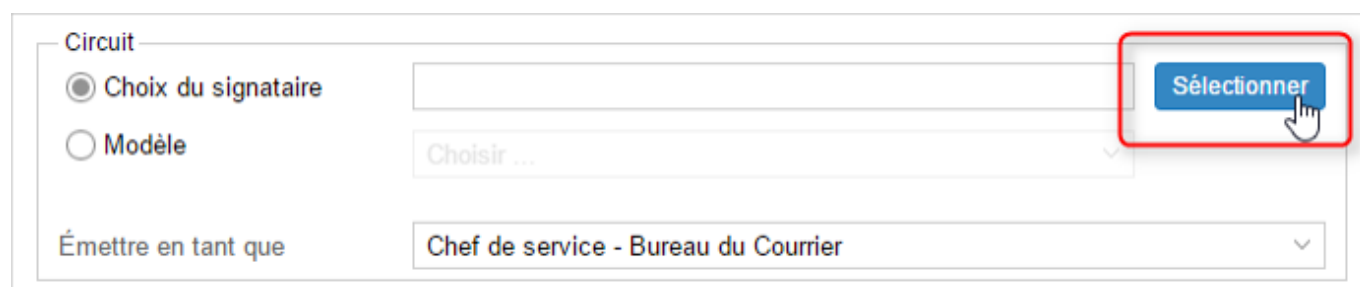 Circuit
Choix du signataire Sélectionner
Modèle Choisir ...
Émettre en tant que Chef de service - Bureau du Courrier